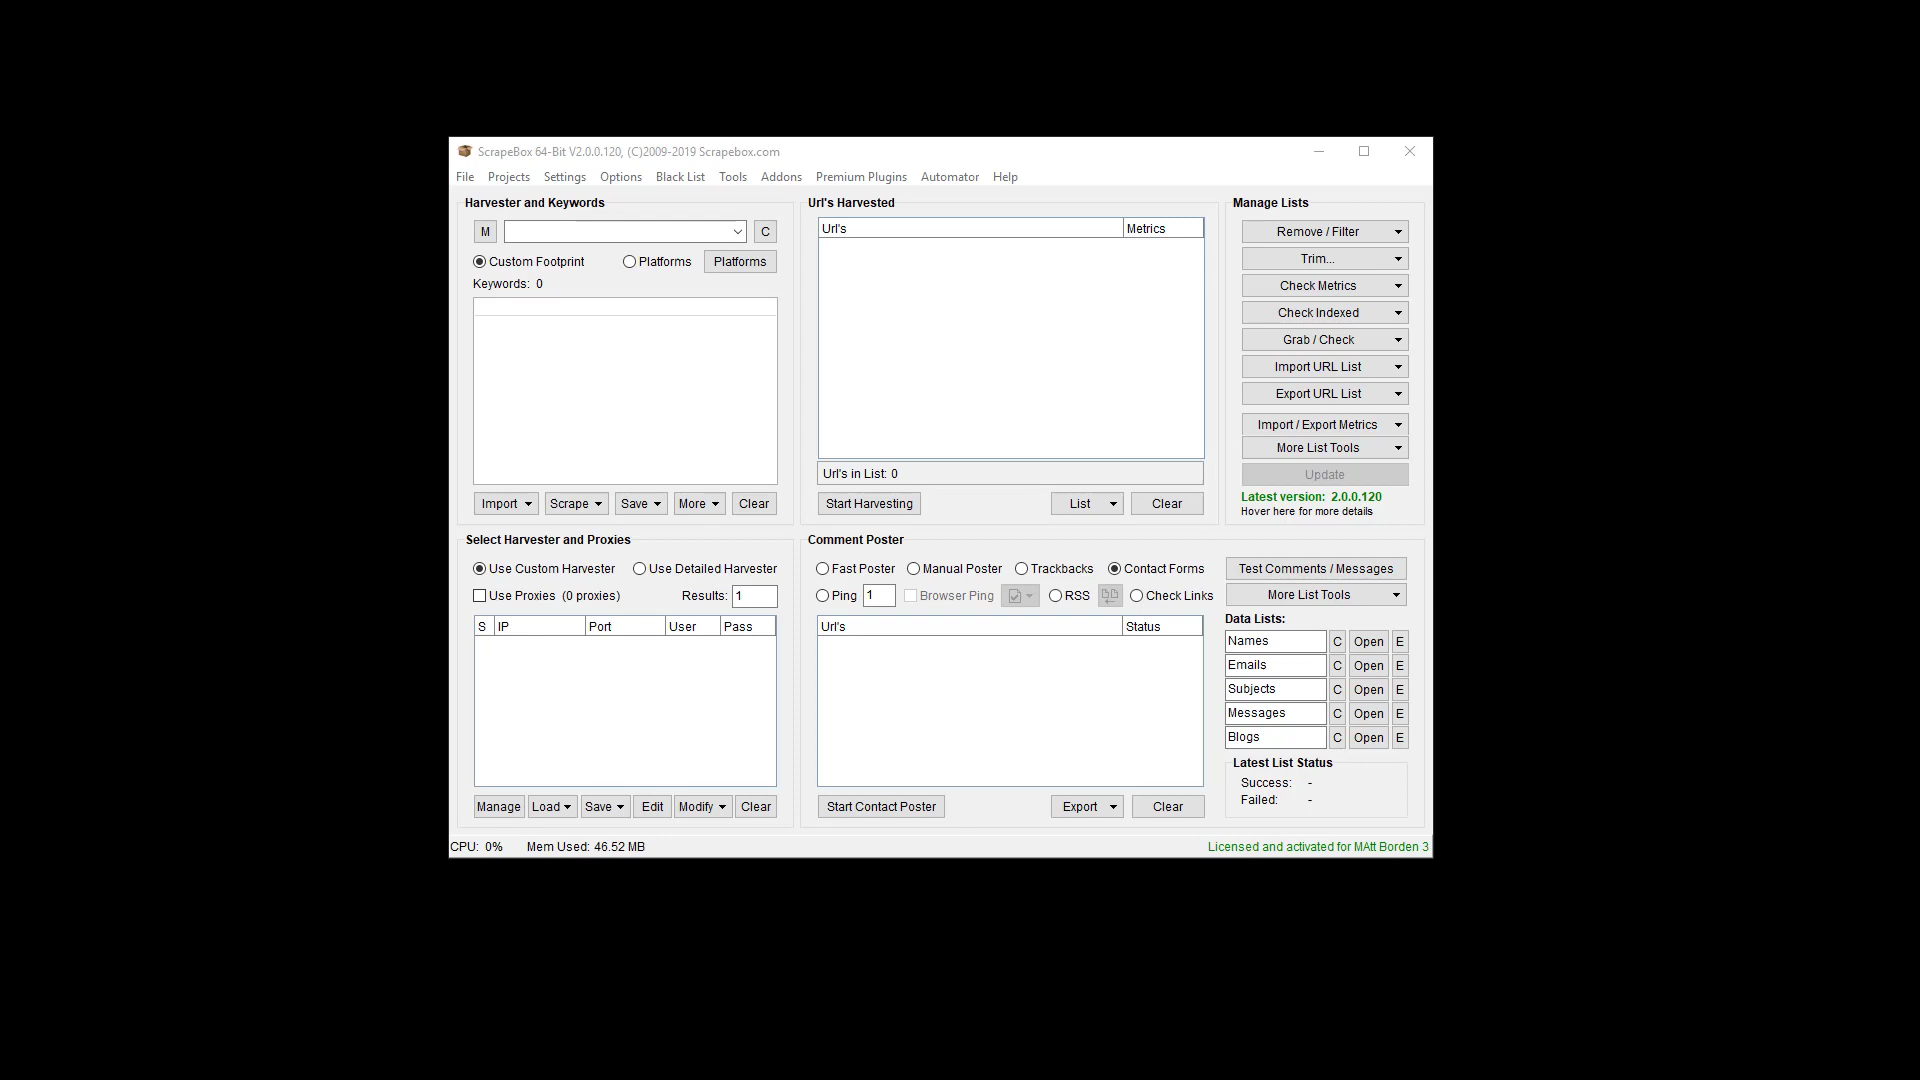 ScrapeBox 64-Bit V2.0.0.120, (C)2009-2019 Scrapebox.com
File Projects Settings Options Black List Tools Addons Premium Plugins Automator Help
Harvester and Keywords
M
C
Custom Footprint Platforms Platforms
Keywords: 0
Import Scrape Save More Clear
Url's Harvested
Url's Metrics
Url's in List: 0
Start Harvesting List Clear
Manage Lists
Remove / Filter
Trim...
Check Metrics
Check Indexed
Grab / Check
Import URL List
Export URL List
Import / Export Metrics
More List Tools
Update
Latest version: 2.0.0.120
Hover here for more details
Select Harvester and Proxies
Use Custom Harvester Use Detailed Harvester
Use Proxies (0 proxies) Results: 1
S IP Port User Pass
Manage Load Save Edit Modify Clear
Comment Poster
Fast Poster Manual Poster Trackbacks Contact Forms
Ping 1 Browser Ping RSS Check Links
Url's Status
Start Contact Poster Export Clear
Test Comments / Messages
More List Tools
Data Lists:
Names C Open E
Emails C Open E
Subjects C Open E
Messages C Open E
Blogs C Open E
Latest List Status
Success: -
Failed: -
CPU: 0% Mem Used: 46.52 MB
Licensed and activated for MAtt Borden 3